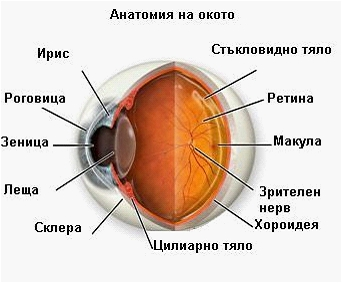 Анатомия на окото
Ирис
Роговица
Зеница
Леща
Склера
Цилиарно тяло
Стъкловидно тяло
Ретина
Макула
Зрителен
нерв
Хороидея